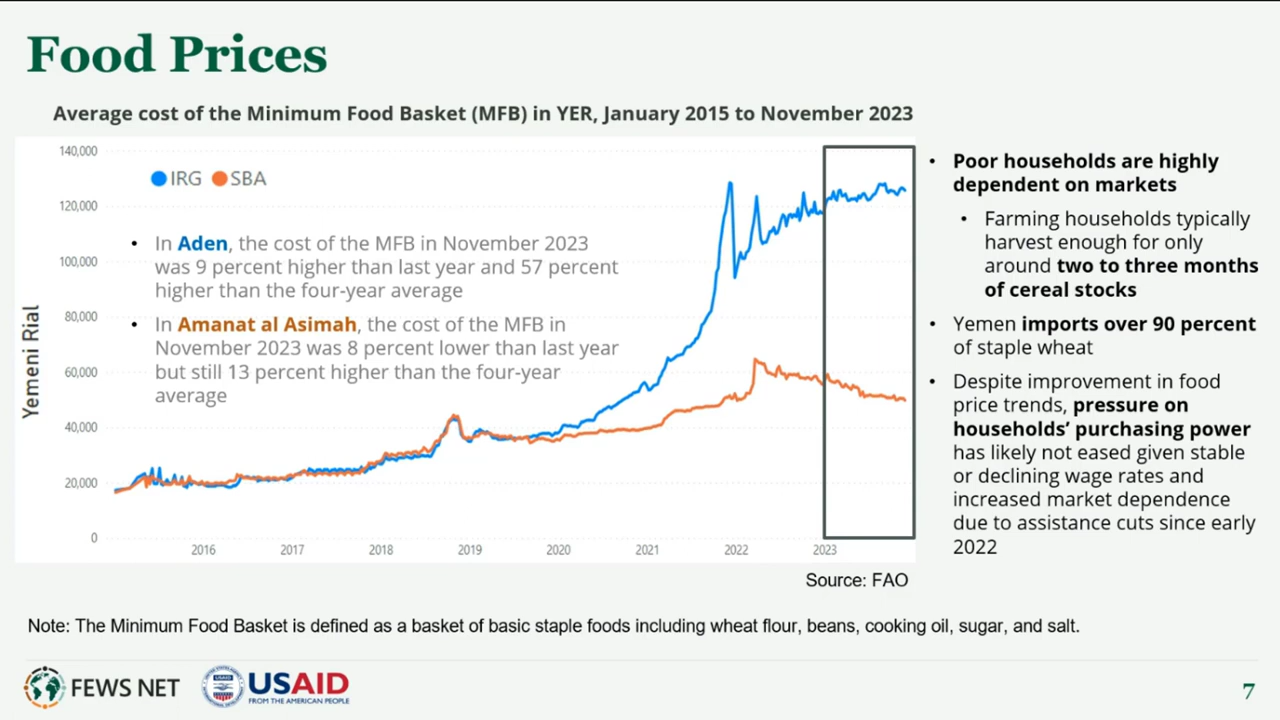 Food Prices
Average cost of the Minimum Food Basket (MFB) in YER, January 2015 to November 2023
140,000
120,000
100,000
80,000
60,000
40,000
20,000
0
Yemeni Rial
IRG SBA
• In Aden, the cost of the MFB in November 2023
was 9 percent higher than last year and 57 percent
higher than the four-year average
• In Amanat al Asimah, the cost of the MFB in
November 2023 was 8 percent lower than last year
but still 13 percent higher than the four-year
average
2016 2017 2018 2019 2020 2021 2022 2023
Source: FAO
• Poor households are highly
dependent on markets
• Farming households typically
harvest enough for only
around two to three months
of cereal stocks
• Yemen imports over 90 percent
of staple wheat
• Despite improvement in food
price trends, pressure on
households’ purchasing power
has likely not eased given stable
or declining wage rates and
increased market dependence
due to assistance cuts since early
2022
Note: The Minimum Food Basket is defined as a basket of basic staple foods including wheat flour, beans, cooking oil, sugar, and salt.
FEWS NET
USAID
USAID
FROM THE AMERICAN PEOPLE
7